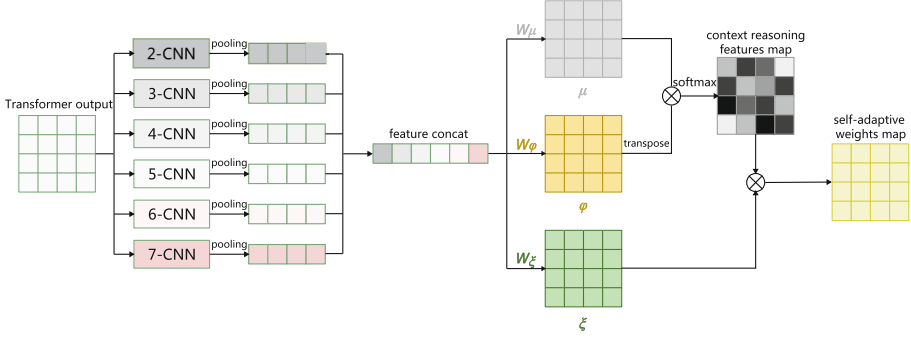 Transformer output
2-CNN
pooling
3-CNN
pooling
4-CNN
pooling
5-CNN
pooling
6-CNN
pooling
7-CNN
pooling
feature concat
Wμ
μ
Wφ
φ
Wξ
ξ
transpose
softmax
context reasoning
features map
self-adaptive
weights map